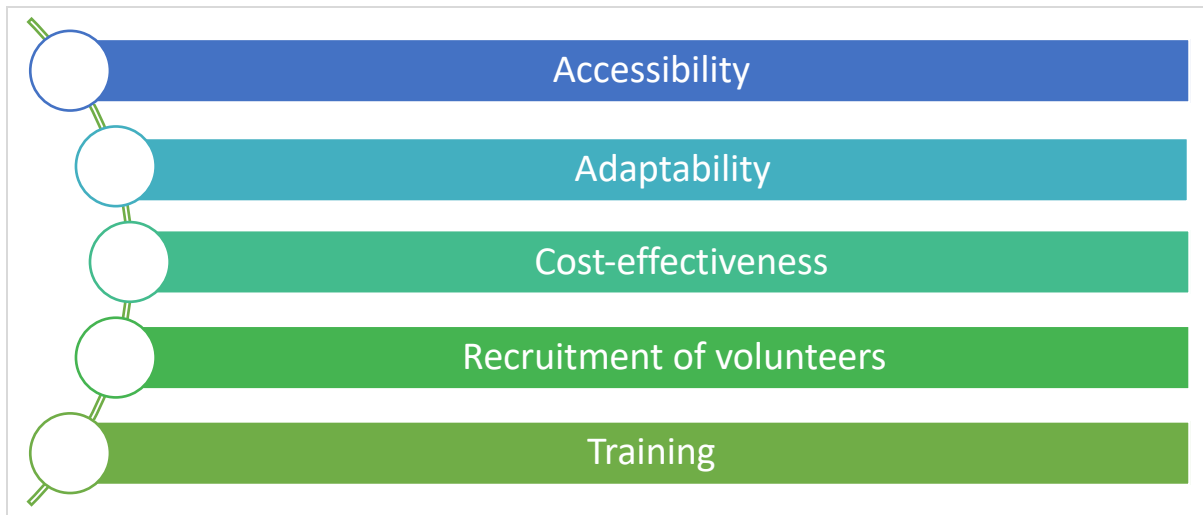 Accessibility
Adaptability
Cost-effectiveness
Recruitment of volunteers
Training